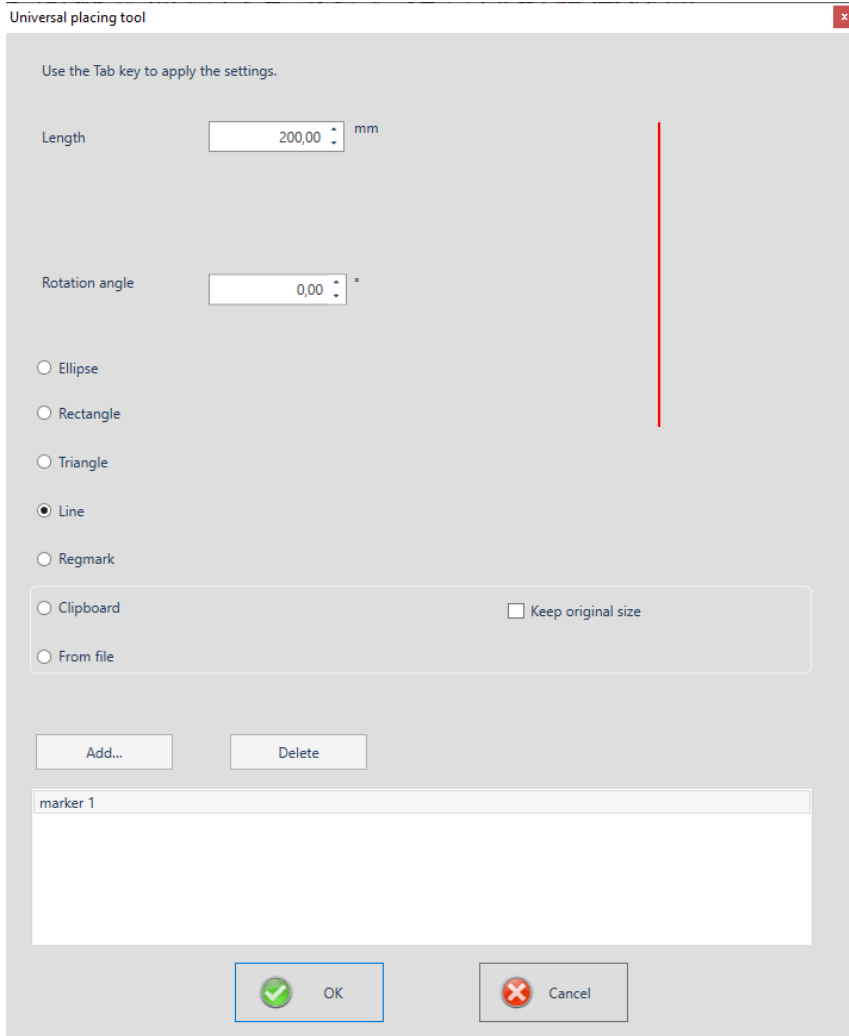 Universal placing tool
x
Use the Tab key to apply the settings.
Length
200,00
mm
Rotation angle
0,00
°
Ellipse
Rectangle
Triangle
Line
Regmark
Clipboard
Keep original size
From file
Add...
Delete
marker 1
OK
Cancel